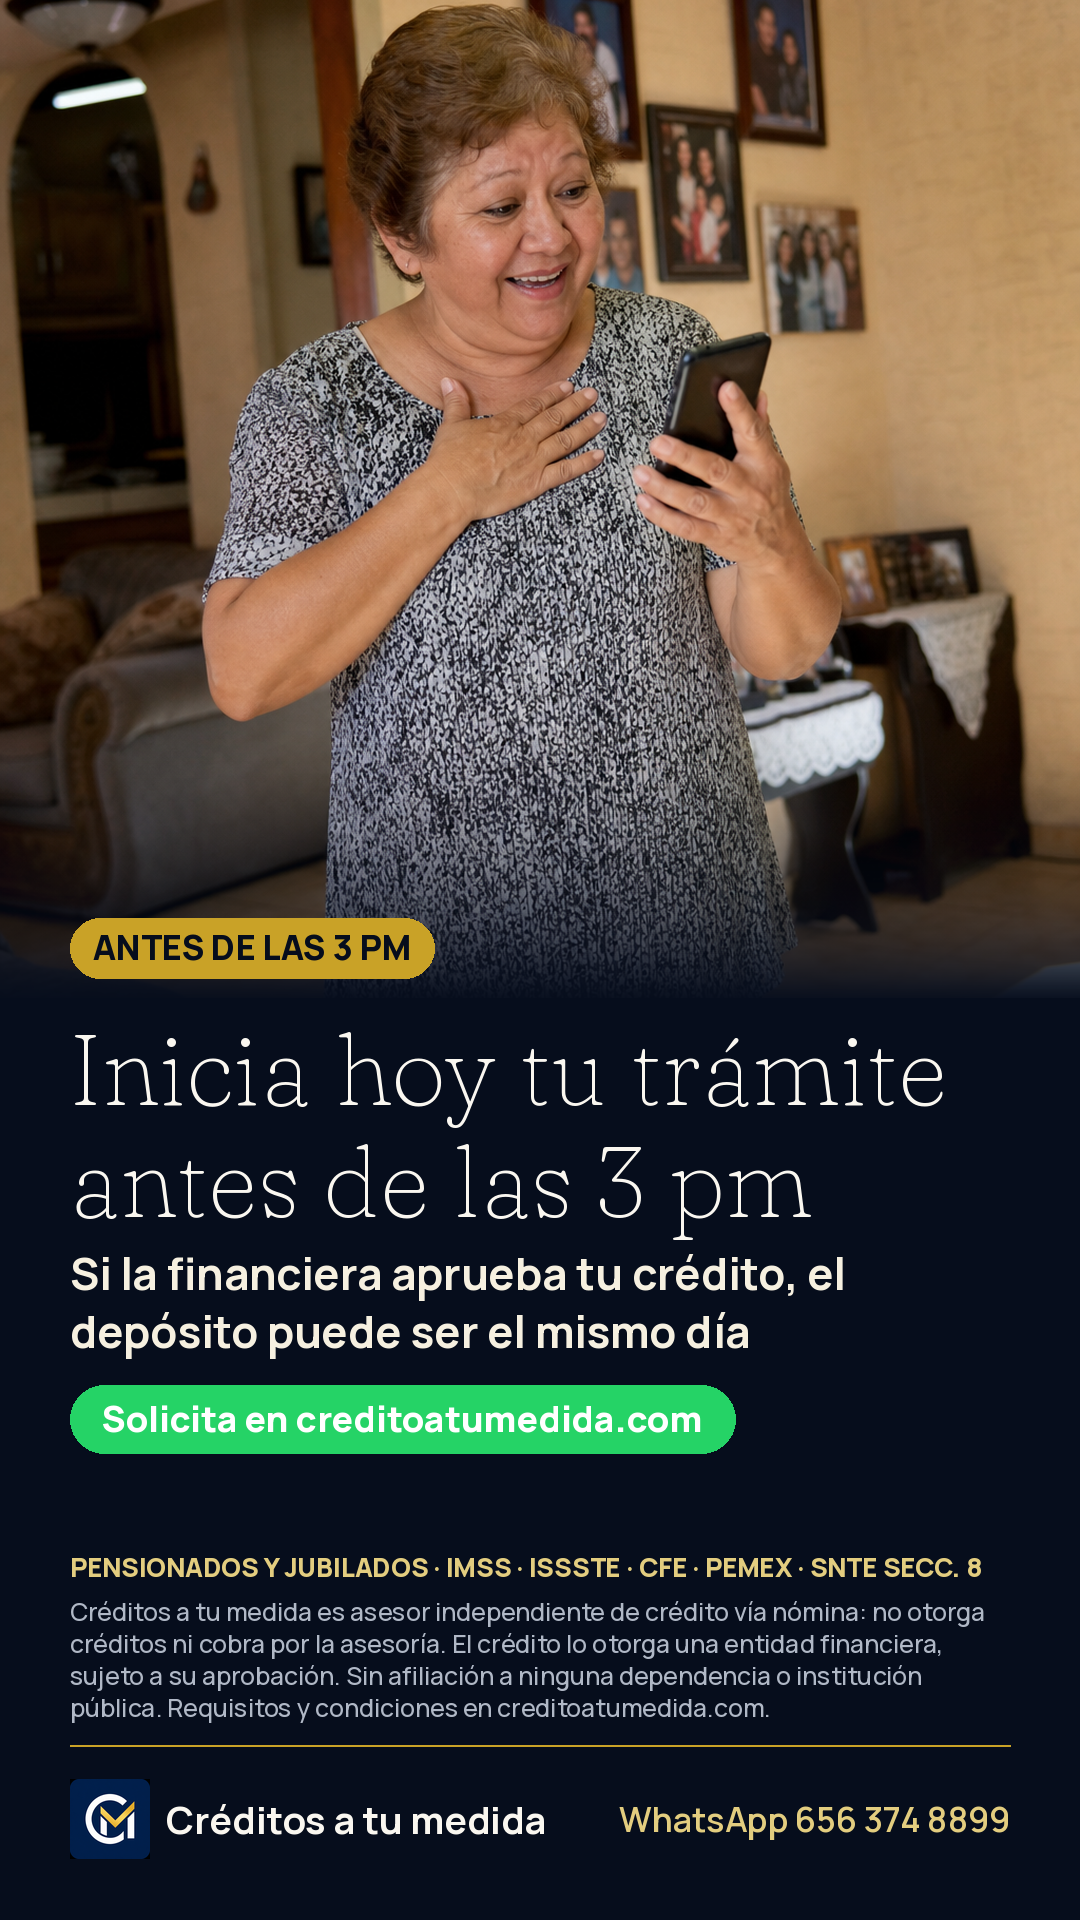 ANTES DE LAS 3 PM
Inicia hoy tu trámite
antes de las 3 pm
Si la financiera aprueba tu crédito, el
depósito puede ser el mismo día
Solicita en creditoatumedida.com
PENSIONADOS Y JUBILADOS · IMSS · ISSSTE · CFE · PEMEX · SNTE SECC. 8
Créditos a tu medida es asesor independiente de crédito vía nómina: no otorga
créditos ni cobra por la asesoría. El crédito lo otorga una entidad financiera,
sujeto a su aprobación. Sin afiliación a ninguna dependencia o institución
pública. Requisitos y condiciones en creditoatumedida.com.
Créditos a tu medida
WhatsApp 656 374 8899